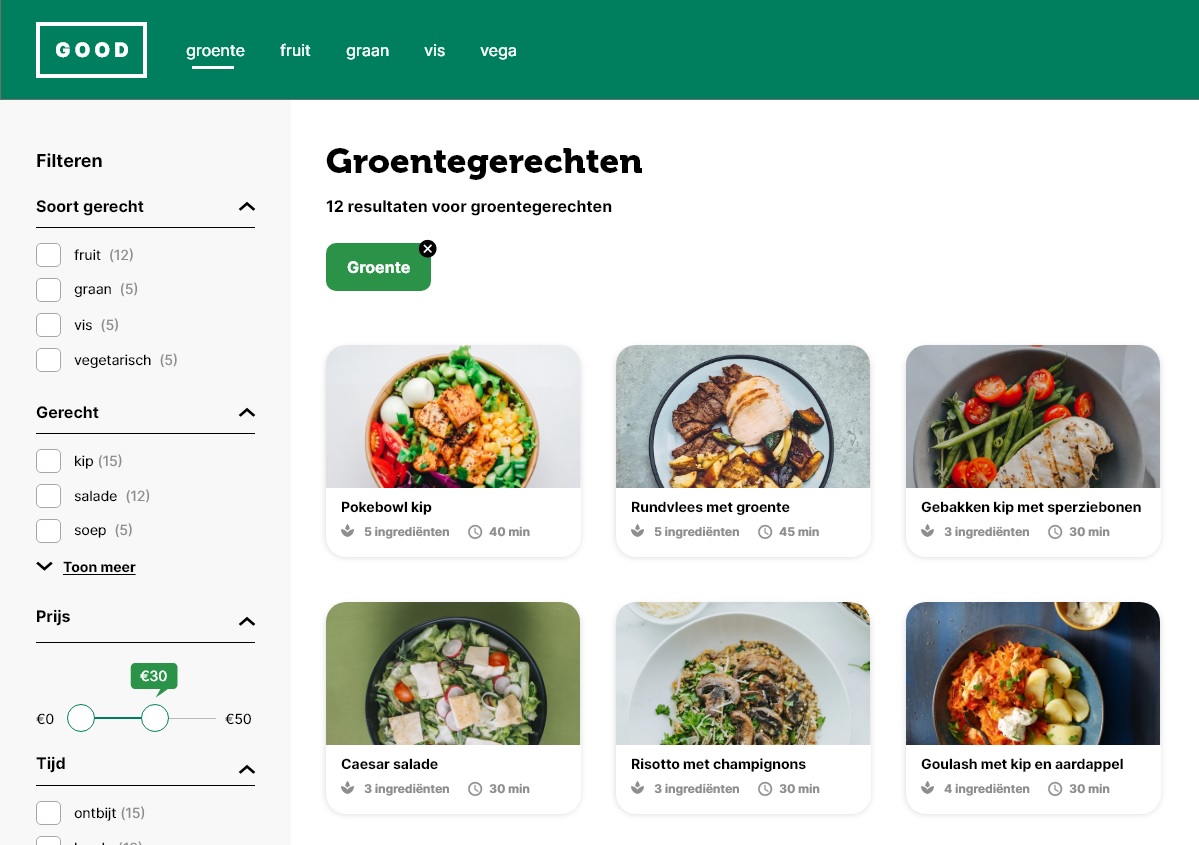 GOOD
groente fruit graan vis vega
Filteren
Soort gerecht
fruit (12)
graan (5)
vis (5)
vegetarisch (5)
Gerecht
kip (15)
salade (12)
soep (5)
Toon meer
Prijs
€30
€0 €50
Tijd
ontbijt (15)
Groentegerechten
12 resultaten voor groentegerechten
Groente
Pokebowl kip
5 ingrediënten 40 min
Rundvlees met groente
5 ingrediënten 45 min
Gebakken kip met sperziebonen
3 ingrediënten 30 min
Caesar salade
3 ingrediënten 30 min
Risotto met champignons
3 ingrediënten 30 min
Goulash met kip en aardappel
4 ingrediënten 30 min